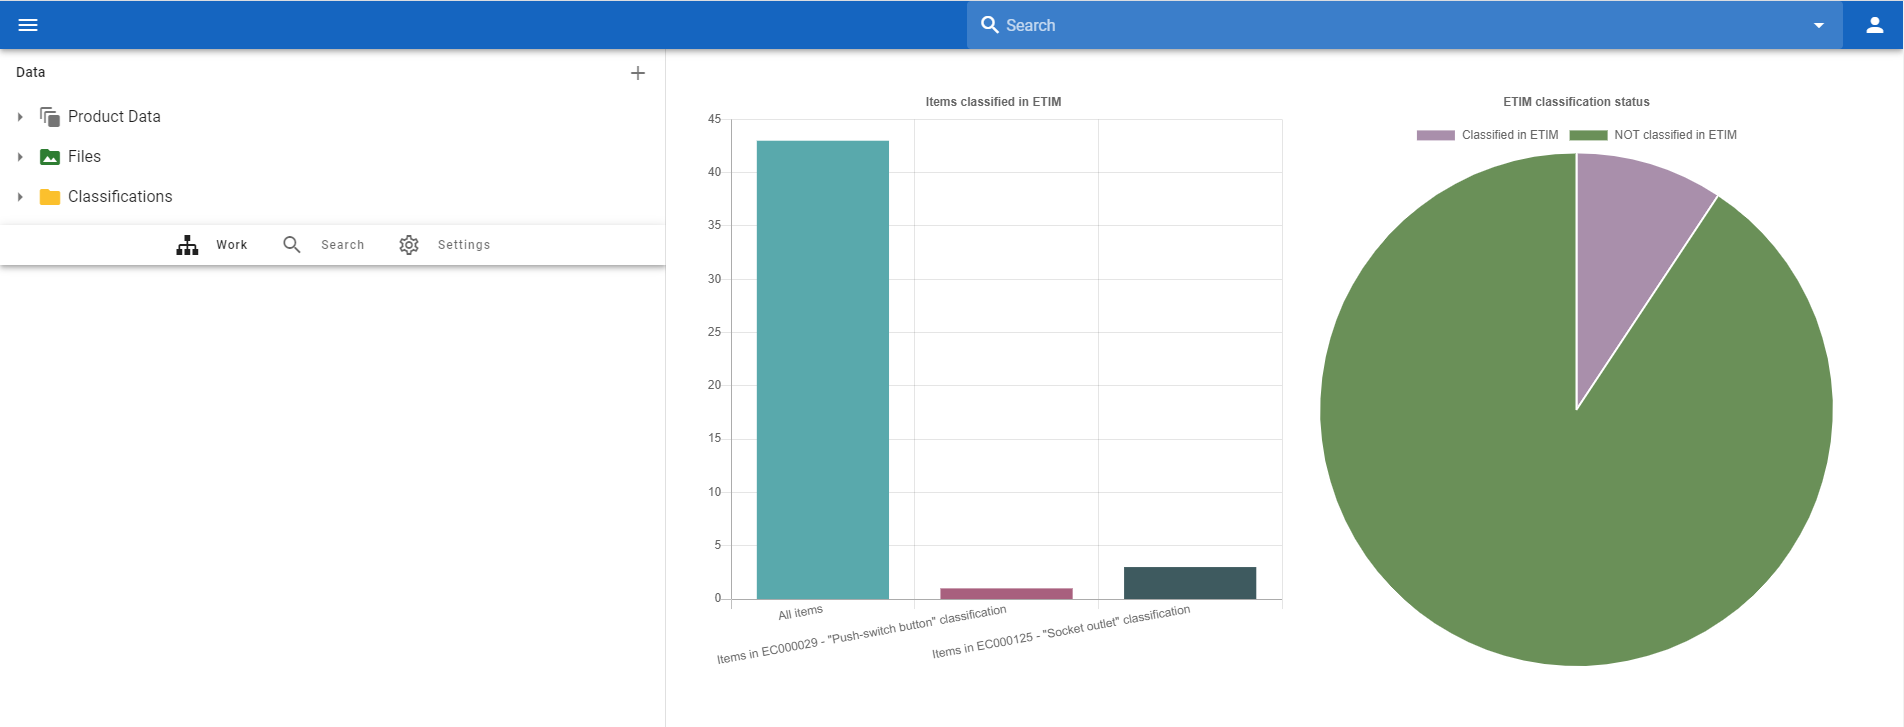 Search
Data
Product Data
Files
Classifications
Work
Search
Settings
Items classified in ETIM
45
40
35
30
25
20
15
10
5
0
All items
Items in EC000029 - "Push-switch button" classification
Items in EC000125 - "Socket outlet" classification
ETIM classification status
Classified in ETIM
NOT classified in ETIM